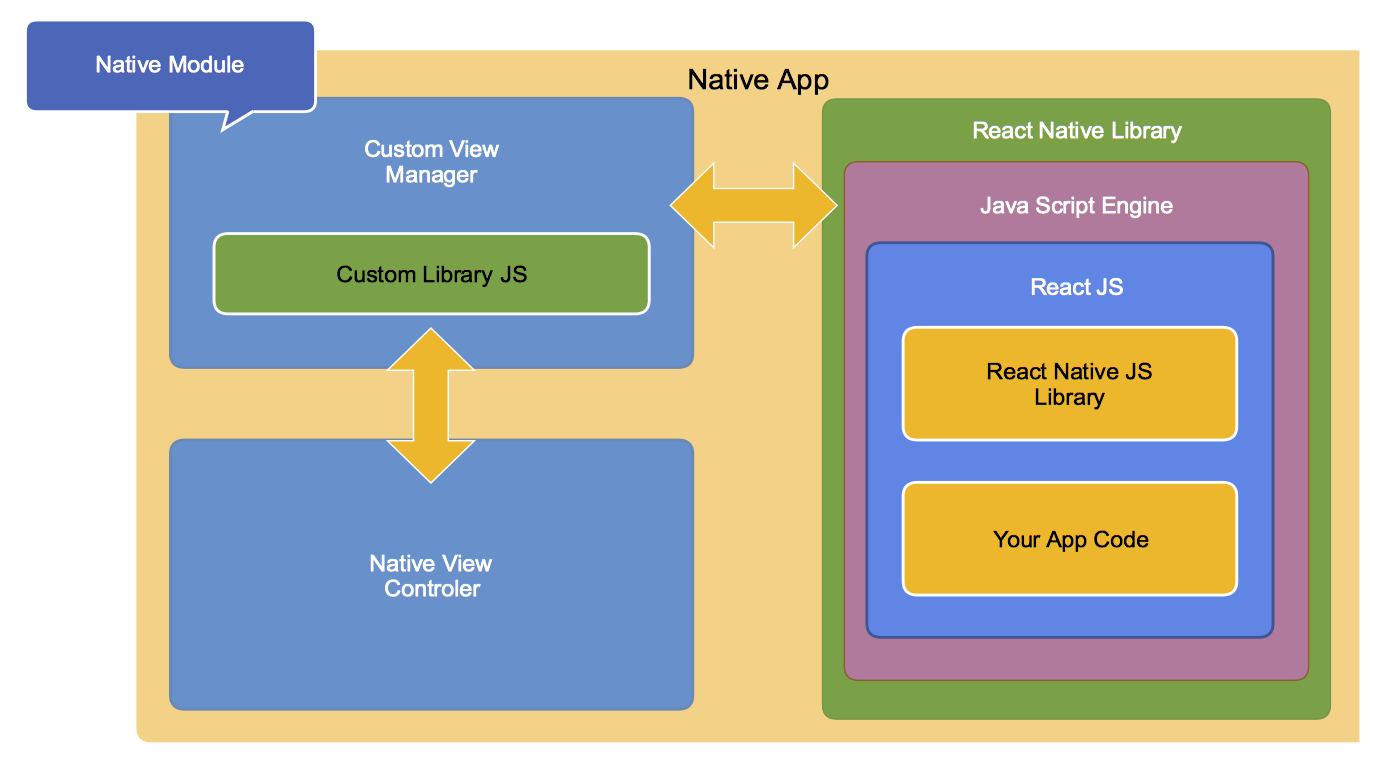 Native Module
Native App
Custom View
Manager
Custom Library JS
Native View
Controler
React Native Library
Java Script Engine
React JS
React Native JS
Library
Your App Code